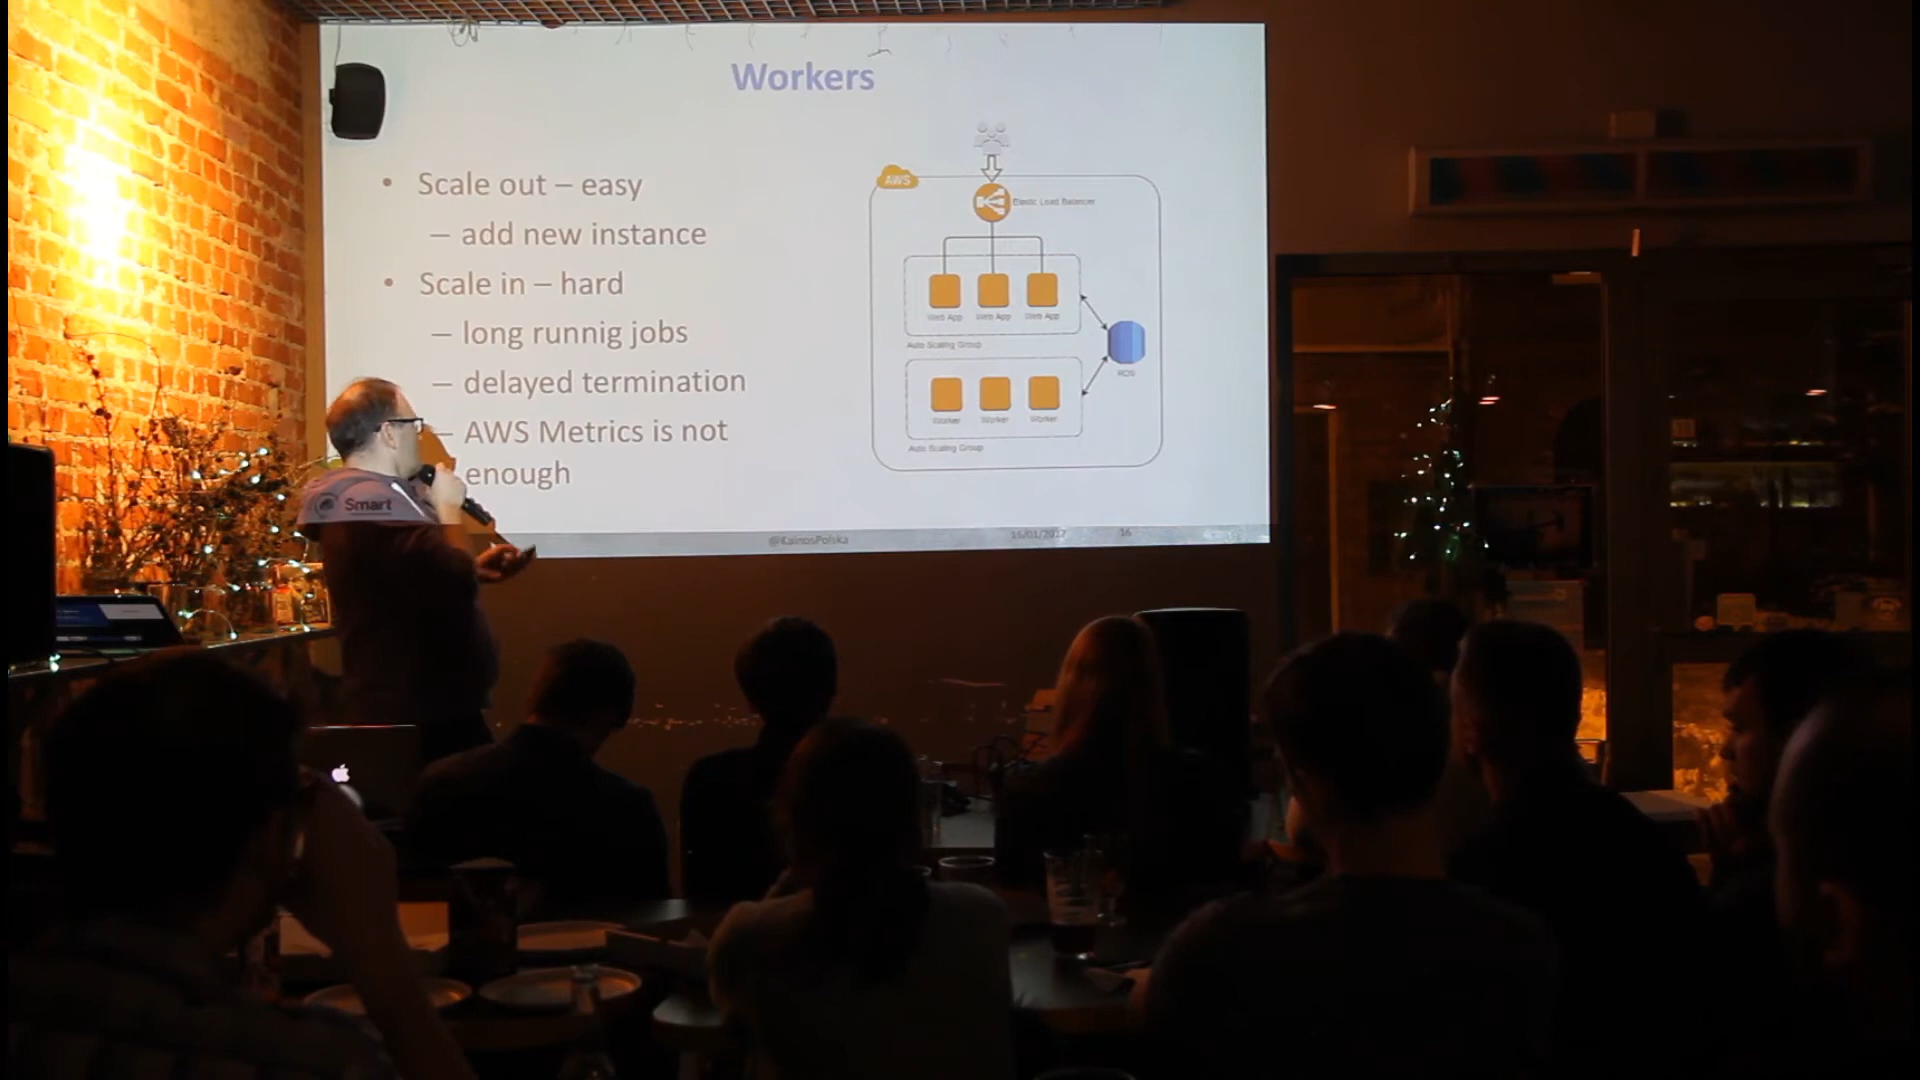 Workers
• Scale out – easy
– add new instance
• Scale in – hard
– long runnig jobs
– delayed termination
– AWS Metrics is not
enough
AWS
Elastic Load Balancer
Web App Web App Web App
Auto Scaling Group
RDS
Worker Worker Worker
Auto Scaling Group
Smart
@KainosPolska
16